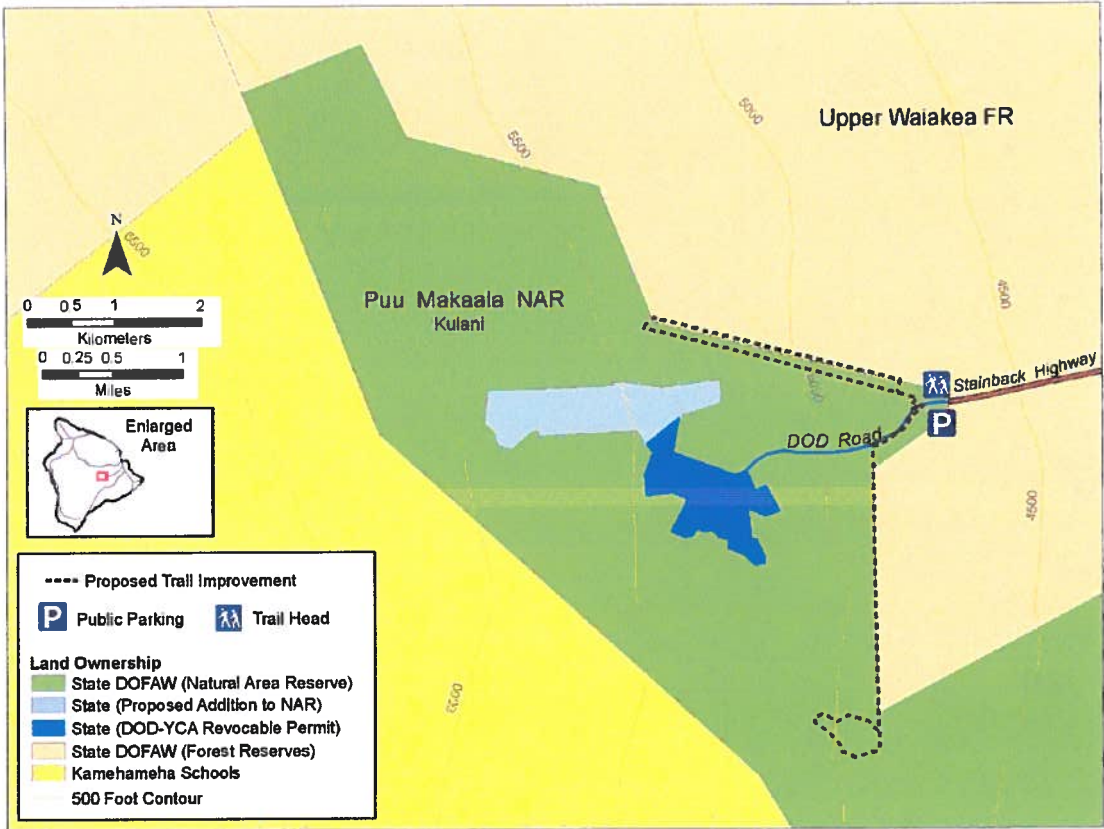 Upper Waiakea FR
5000
5500
N
6500
Puu Makaala NAR
Kulani
0 0.5 1 2
Kilometers
0 0.25 0.5 1
Miles
4500
Stainback Highway
P
DOD Road
Enlarged
Area
4500
Proposed Trail Improvement
P Public Parking Trail Head
Land Ownership
State DOFAW (Natural Area Reserve)
State (Proposed Addition to NAR)
State (DOD-YCA Revocable Permit)
State DOFAW (Forest Reserves)
Kamehameha Schools
500 Foot Contour